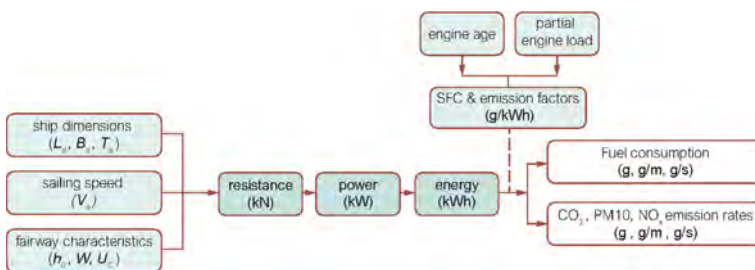 engine age
partial
engine load
SFC & emission factors
(g/kWh)
ship dimensions
(Ls, Bs, Ts)
sailing speed
(Vs)
fairway characteristics
(h0, W, Uc)
resistance
(kN)
power
(kW)
energy
(kWh)
Fuel consumption
(g, g/m, g/s)
CO2, PM10, NOx emission rates
(g , g/m , g/s)